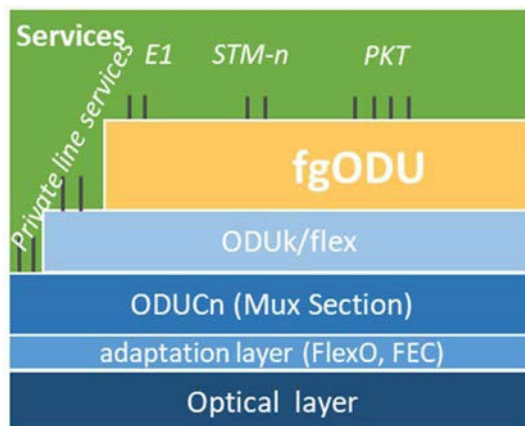 Services
Private line services
E1 STM-n PKT
fgODU
ODUk/flex
ODUCn (Mux Section)
adaptation layer (FlexO, FEC)
Optical layer